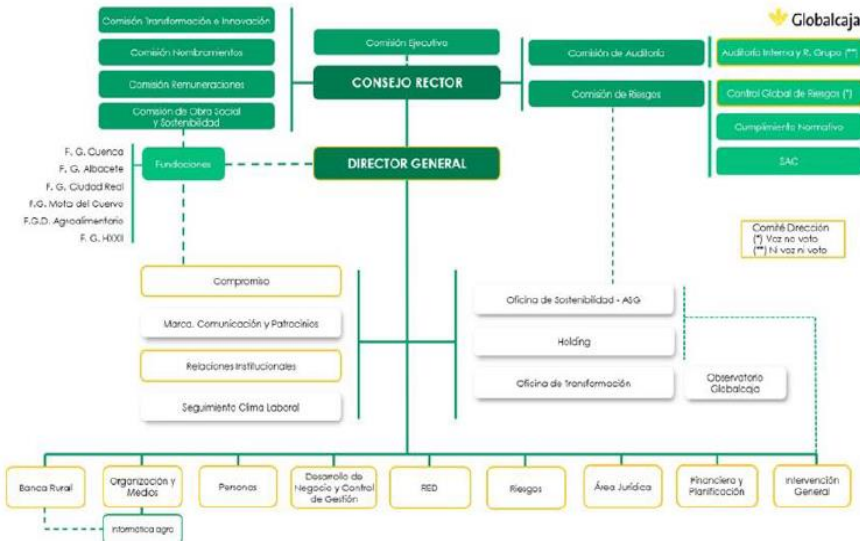 Globalcaja
Comisión Transformación e Innovación
Comisión Nombramientos
Comisión Remuneraciones
Comisión de Obra Social
y Sostenibilidad
Comisión Ejecutiva
CONSEJO RECTOR
DIRECTOR GENERAL
Comisión de Auditoría
Comisión de Riesgos
Auditoría Interna y R. Grupo (**)
Control Global de Riesgos (*)
Cumplimiento Normativo
SAC
Fundaciones
F. G. Cuenca
F. G. Albacete
F. G. Ciudad Real
F.G. Mota del Cuervo
F.G.D. Agroalimentario
F. G. HXXII
Comité Dirección
(*) Voz no voto
(**) Ni voz ni voto
Compromiso
Marca, Comunicación y Patrocinios
Relaciones Institucionales
Seguimiento Clima Laboral
Oficina de Sostenibilidad - ASG
Holding
Oficina de Transformación
Observatorio
Globalcaja
Banca Rural
Organización y
Medios
Personas
Desarrollo de
Negocio y Control
de Gestión
RED
Riesgos
Área Jurídica
Financiera y
Planificación
Intervención
General
Informática agro